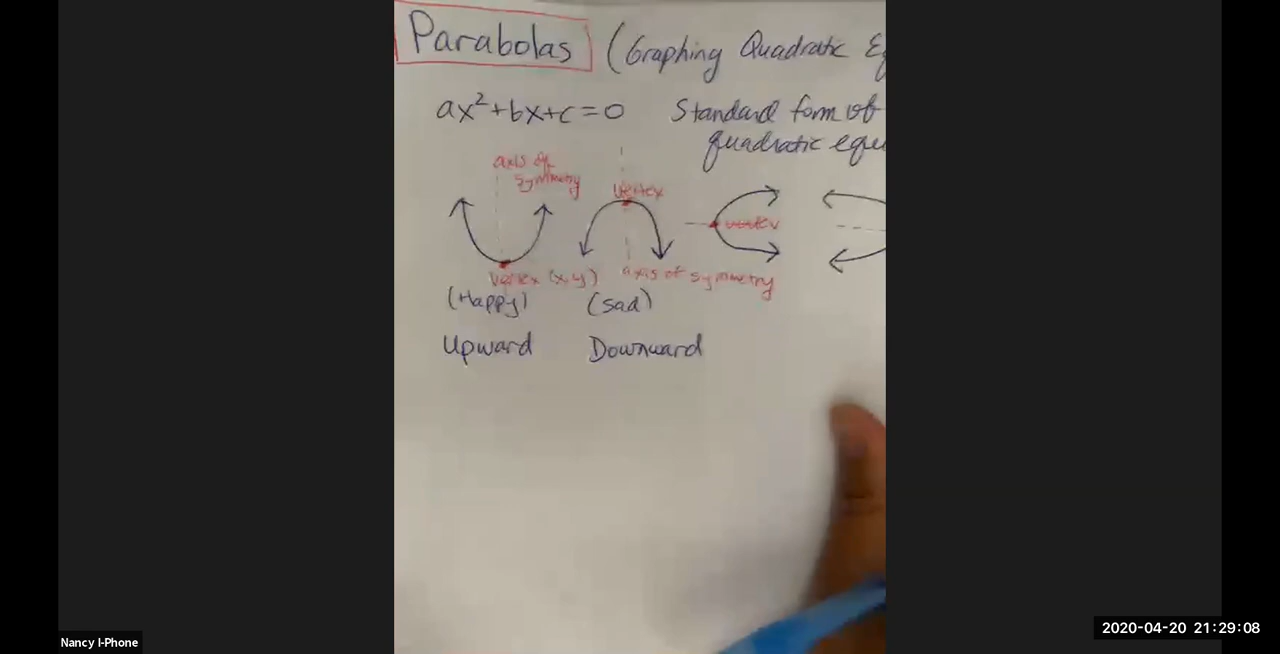 Parabolas (Graphing Quadratic
ax²+bx+c=0 Standard form of
quadratic
axis of
symmetry
vertex
vertex
vertex (x,y) axis of symmetry
(Happy) (sad)
Upward Downward
Nancy I-Phone
2020-04-20 21:29:08